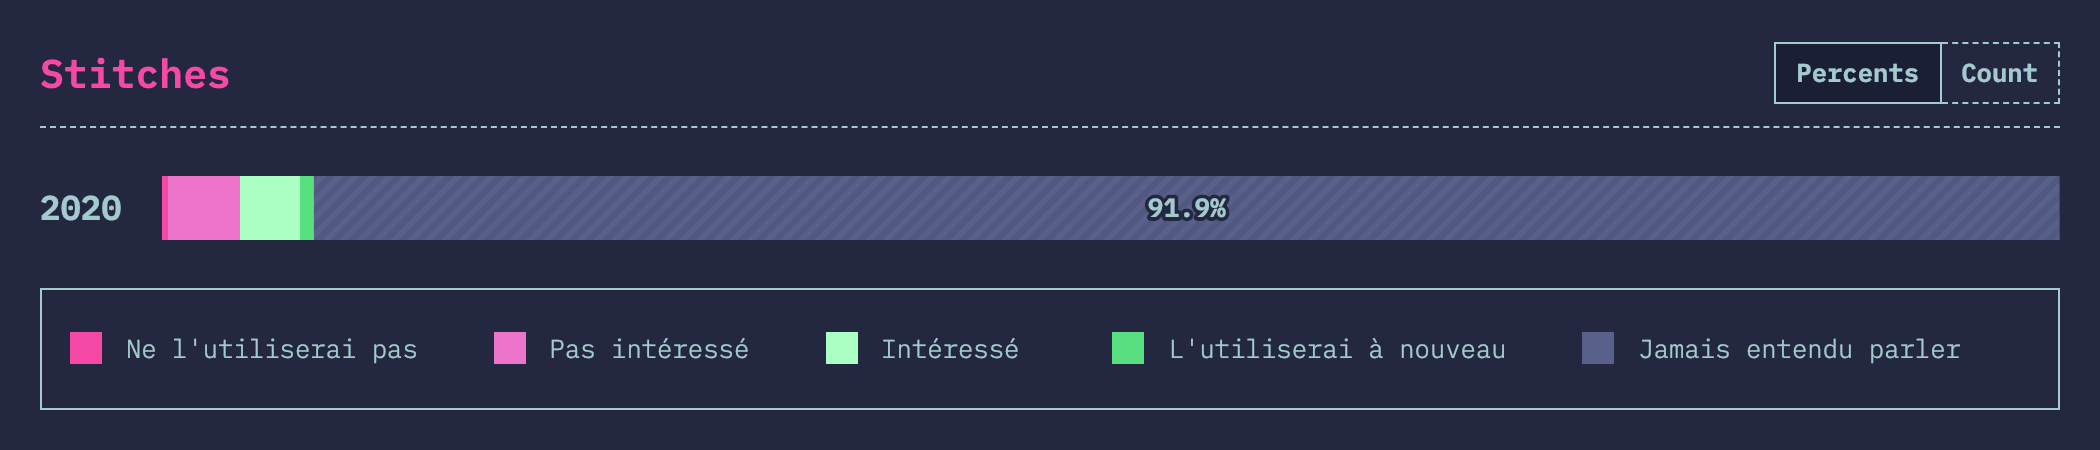 Stitches
Percents Count
2020 91.9%
Ne l'utiliserai pas Pas intéressé Intéressé L'utiliserai à nouveau Jamais entendu parler